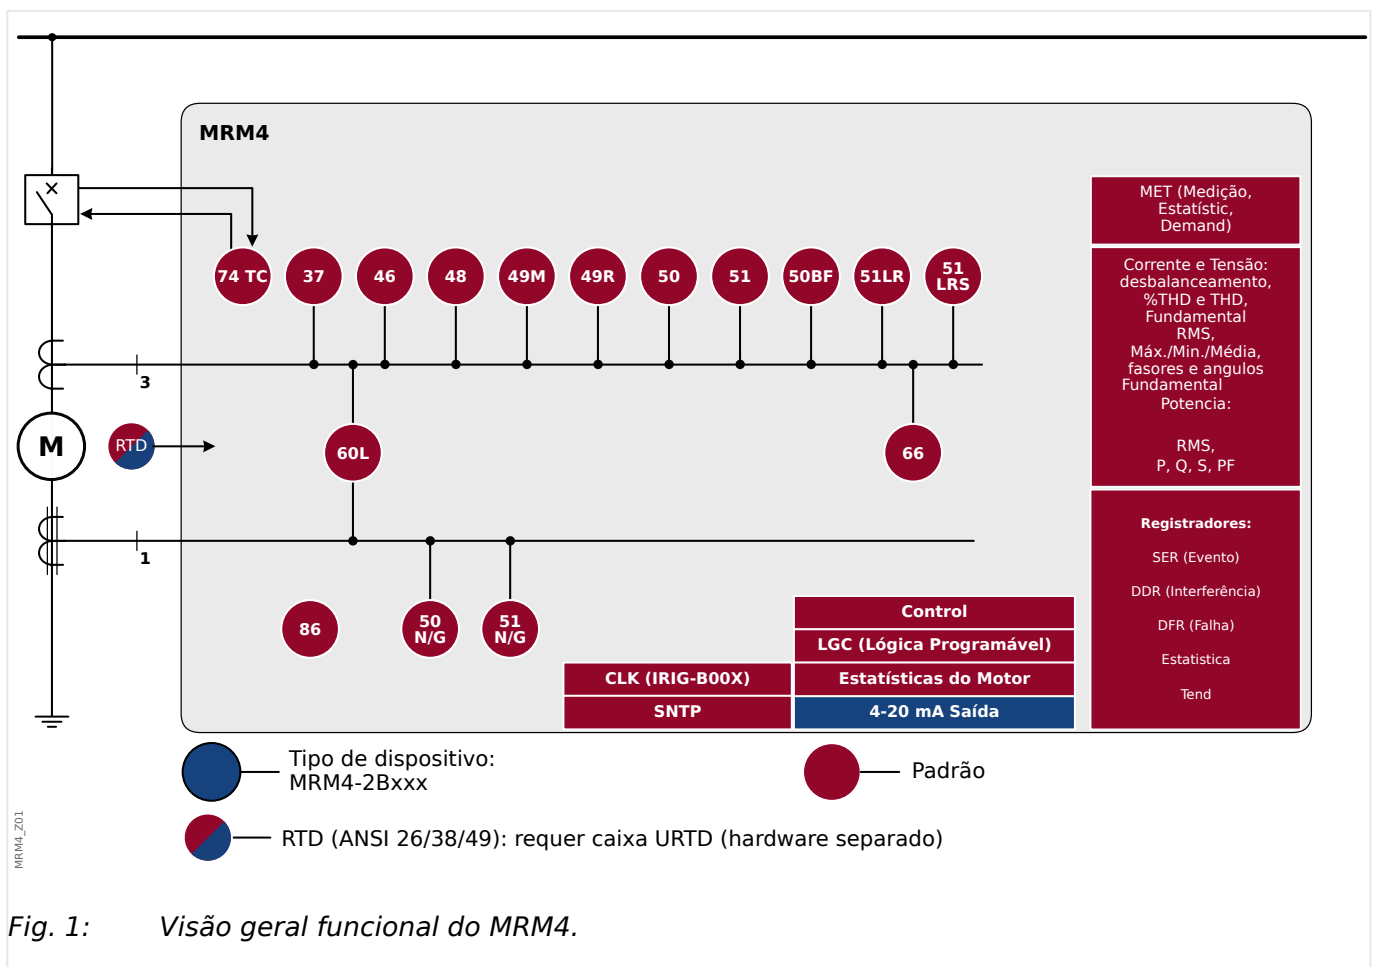 MRM4
MET (Medição,
Estatístic,
Demand)
74 TC
37
46
48
49M
49R
50
51
50BF
51LR
51
LRS
Corrente e Tensão:
desbalanceamento,
%THD e THD,
Fundamental
RMS,
Máx./Min./Média,
fasores e angulos
Fundamental
Potencia:
RMS,
P, Q, S, PF
3
M
RTD
60L
66
1
Registradores:
SER (Evento)
DDR (Interferência)
DFR (Falha)
Estatistica
Tend
86
50
N/G
51
N/G
Control
LGC (Lógica Programável)
CLK (IRIG-B00X)
Estatísticas do Motor
SNTP
4-20 mA Saída
Tipo de dispositivo:
MRM4-2Bxxx
Padrão
RTD (ANSI 26/38/49): requer caixa URTD (hardware separado)
MRM4_Z01
Fig. 1: Visão geral funcional do MRM4.